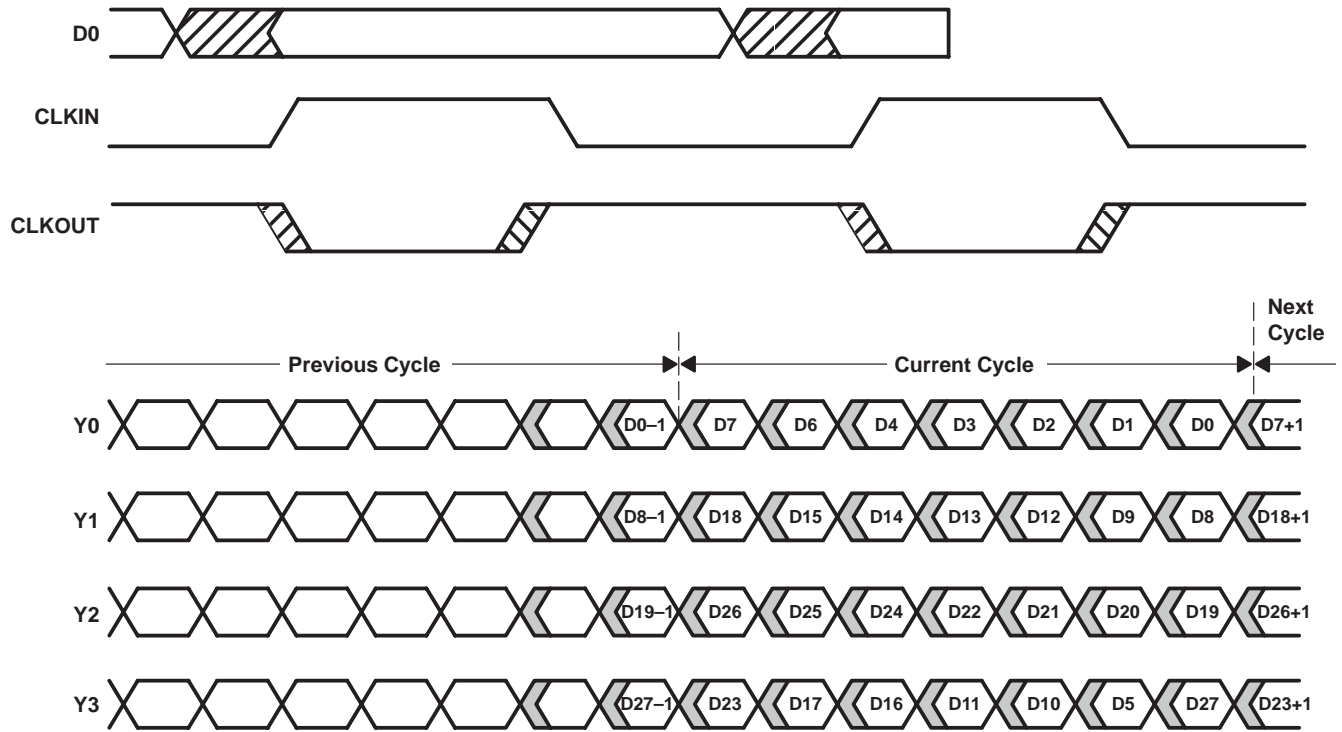 D0
CLKIN
CLKOUT
Next
Cycle
Previous Cycle
Current Cycle
Y0 D0–1 D7 D6 D4 D3 D2 D1 D0 D7+1
Y1 D8–1 D18 D15 D14 D13 D12 D9 D8 D18+1
Y2 D19–1 D26 D25 D24 D22 D21 D20 D19 D26+1
Y3 D27–1 D23 D17 D16 D11 D10 D5 D27 D23+1